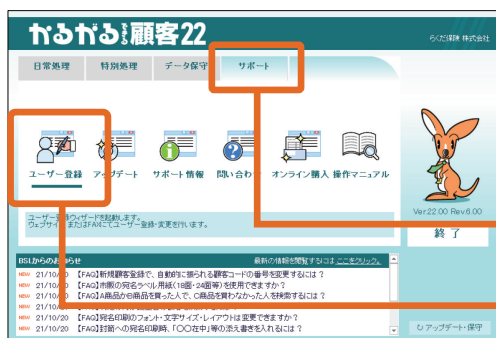 かるがるできる顧客22
らくだ保険 株式会社
日常処理 特別処理 データ保守 サポート
ユーザー登録 アップデート サポート情報 問い合わせ オンライン購入 操作マニュアル
ユーザー登録ウィザードを起動します。
ウェブサイトまたはFAXにてユーザー登録・変更を行います。
Ver.22.00 Rev.6.00
終 了
BSLからのお知らせ 最新の情報を閲覧するには ここをクリック。
NEW 21/10/20 【FAQ】新規顧客登録で、自動的に振られる顧客コードの番号を変更するには?
NEW 21/10/20 【FAQ】市販の宛名ラベル用紙(18面・24面等)を使用できますか?
NEW 21/10/20 【FAQ】A商品かB商品を買った人で、C商品を買わなかった人を検索するには?
NEW 21/10/20 【FAQ】宛名印刷のフォント・文字サイズ・レイアウトは変更できますか?
NEW 21/10/20 【FAQ】封筒への宛名印刷時、「〇〇在中」等の添え書きを入れるには?
アップデート・保守